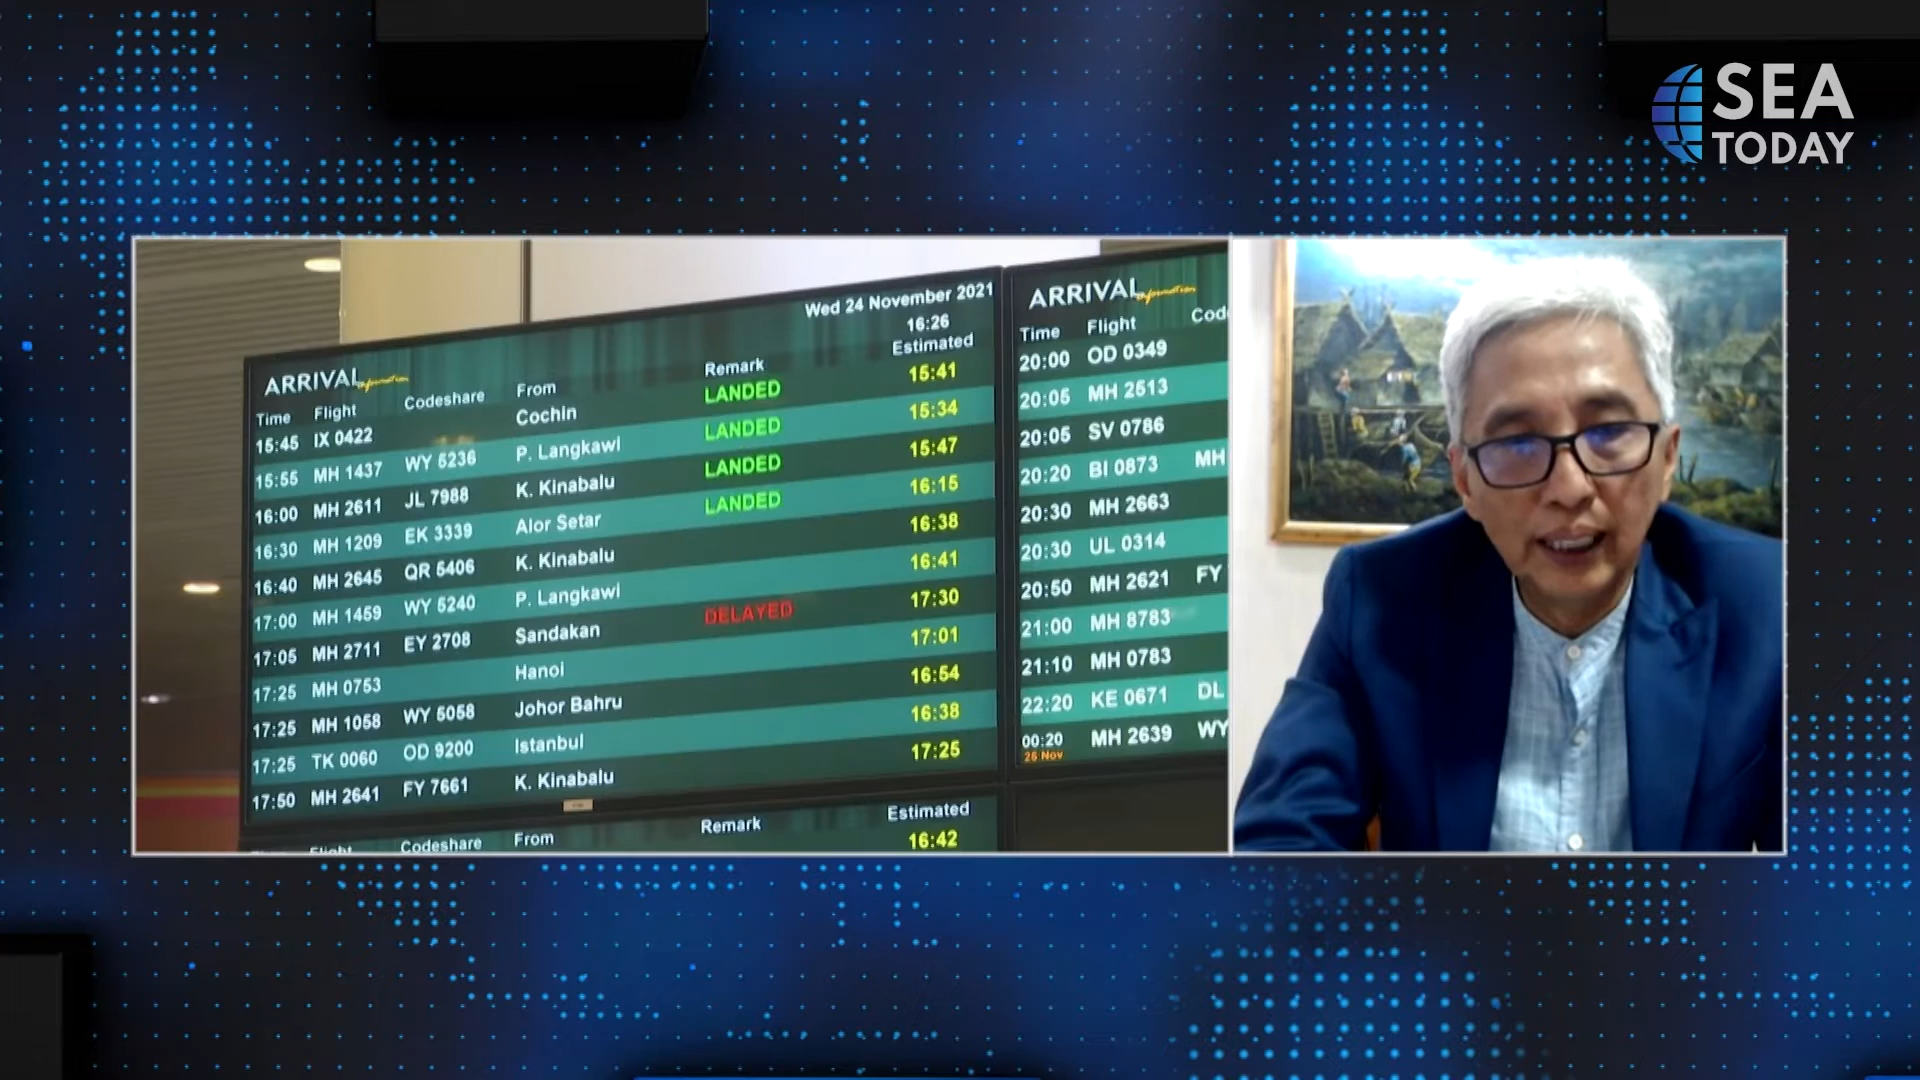 SEA
TODAY
Wed 24 November 2021
16:26
ARRIVAL Information
Time Flight Codeshare From Remark Estimated
15:45 IX 0422 Cochin LANDED 15:41
15:55 MH 1437 WY 5236 P. Langkawi LANDED 15:34
16:00 MH 2611 JL 7988 K. Kinabalu LANDED 15:47
16:30 MH 1209 EK 3339 Alor Setar LANDED 16:15
16:40 MH 2645 QR 5406 K. Kinabalu 16:38
17:00 MH 1459 WY 5240 P. Langkawi 16:41
17:05 MH 2711 EY 2708 Sandakan DELAYED 17:30
17:25 MH 0753 Hanoi 17:01
17:25 MH 1058 WY 5058 Johor Bahru 16:54
17:25 TK 0060 OD 9200 Istanbul 16:38
17:50 MH 2641 FY 7661 K. Kinabalu 17:25
Flight Codeshare From Remark Estimated
16:42
ARRIVAL Information
Time Flight Cod
20:00 OD 0349
20:05 MH 2513
20:05 SV 0786
20:20 BI 0873 MH
20:30 MH 2663
20:30 UL 0314
20:50 MH 2621 FY
21:00 MH 8783
21:10 MH 0783
22:20 KE 0671 DL
00:20 MH 2639 WY